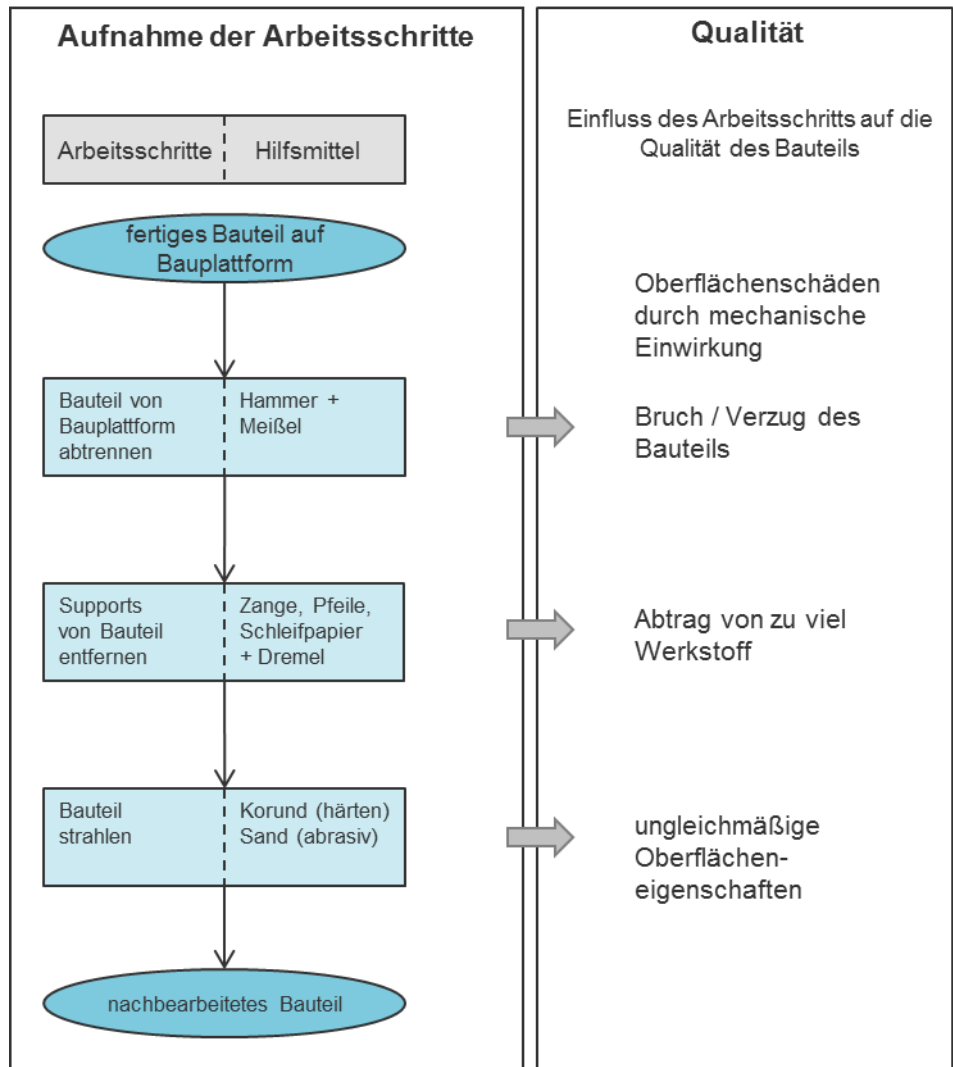 Aufnahme der Arbeitsschritte
Arbeitsschritte
Hilfsmittel
fertiges Bauteil auf
Bauplattform
Bauteil von
Bauplattform
abtrennen
Hammer +
Meißel
Supports
von Bauteil
entfernen
Zange, Pfeile,
Schleifpapier
+ Dremel
Bauteil
strahlen
Korund (härten)
Sand (abrasiv)
nachbearbeitetes Bauteil
Qualität
Einfluss des Arbeitsschritts auf die
Qualität des Bauteils
Oberflächenschäden
durch mechanische
Einwirkung
Bruch / Verzug des
Bauteils
Abtrag von zu viel
Werkstoff
ungleichmäßige
Oberflächen-
eigenschaften